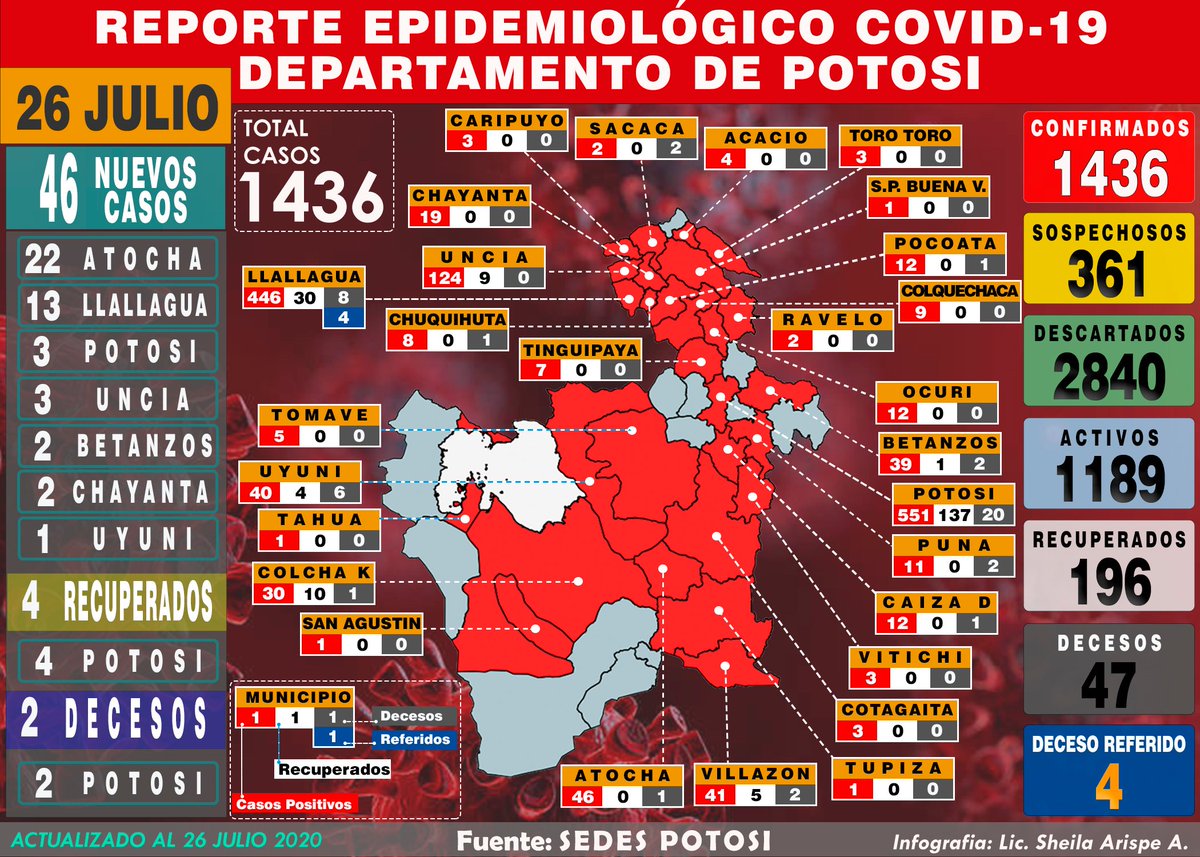 REPORTE EPIDEMIOLÓGICO COVID-19
DEPARTAMENTO DE POTOSI
26 JULIO
46 NUEVOS CASOS
22 ATOCHA
13 LLALLAGUA
3 POTOSI
3 UNCIA
2 BETANZOS
2 CHAYANTA
1 UYUNI
4 RECUPERADOS
4 POTOSI
2 DECESOS
2 POTOSI
TOTAL
CASOS
1436
CARIPUYO
3 0 0
SACACA
2 0 2
ACACIO
4 0 0
TORO TORO
3 0 0
CHAYANTA
19 0 0
S.P. BUENA V.
1 0 0
UNCIA
124 9 0
POCOATA
12 0 1
LLALLAGUA
446 30 8
4
COLQUECHACA
9 0 0
CHUQUIHUTA
8 0 1
RAVELO
2 0 0
TINGUIPAYA
7 0 0
OCURI
12 0 0
TOMAVE
5 0 0
BETANZOS
39 1 2
UYUNI
40 4 6
POTOSI
551 137 20
TAHUA
1 0 0
PUNA
11 0 2
COLCHA K
30 10 1
CAIZA D
12 0 1
SAN AGUSTIN
1 0 0
VITICHI
3 0 0
COTAGAITA
3 0 0
ATOCHA
46 0 1
VILLAZON
41 5 2
TUPIZA
1 0 0
MUNICIPIO
1 1 1 Decesos
1 Referidos
Recuperados
Casos Positivos
CONFIRMADOS
1436
SOSPECHOSOS
361
DESCARTADOS
2840
ACTIVOS
1189
RECUPERADOS
196
DECESOS
47
DECESO REFERIDO
4
ACTUALIZADO AL 26 JULIO 2020
Fuente: SEDES POTOSI
Infografia: Lic. Sheila Arispe A.